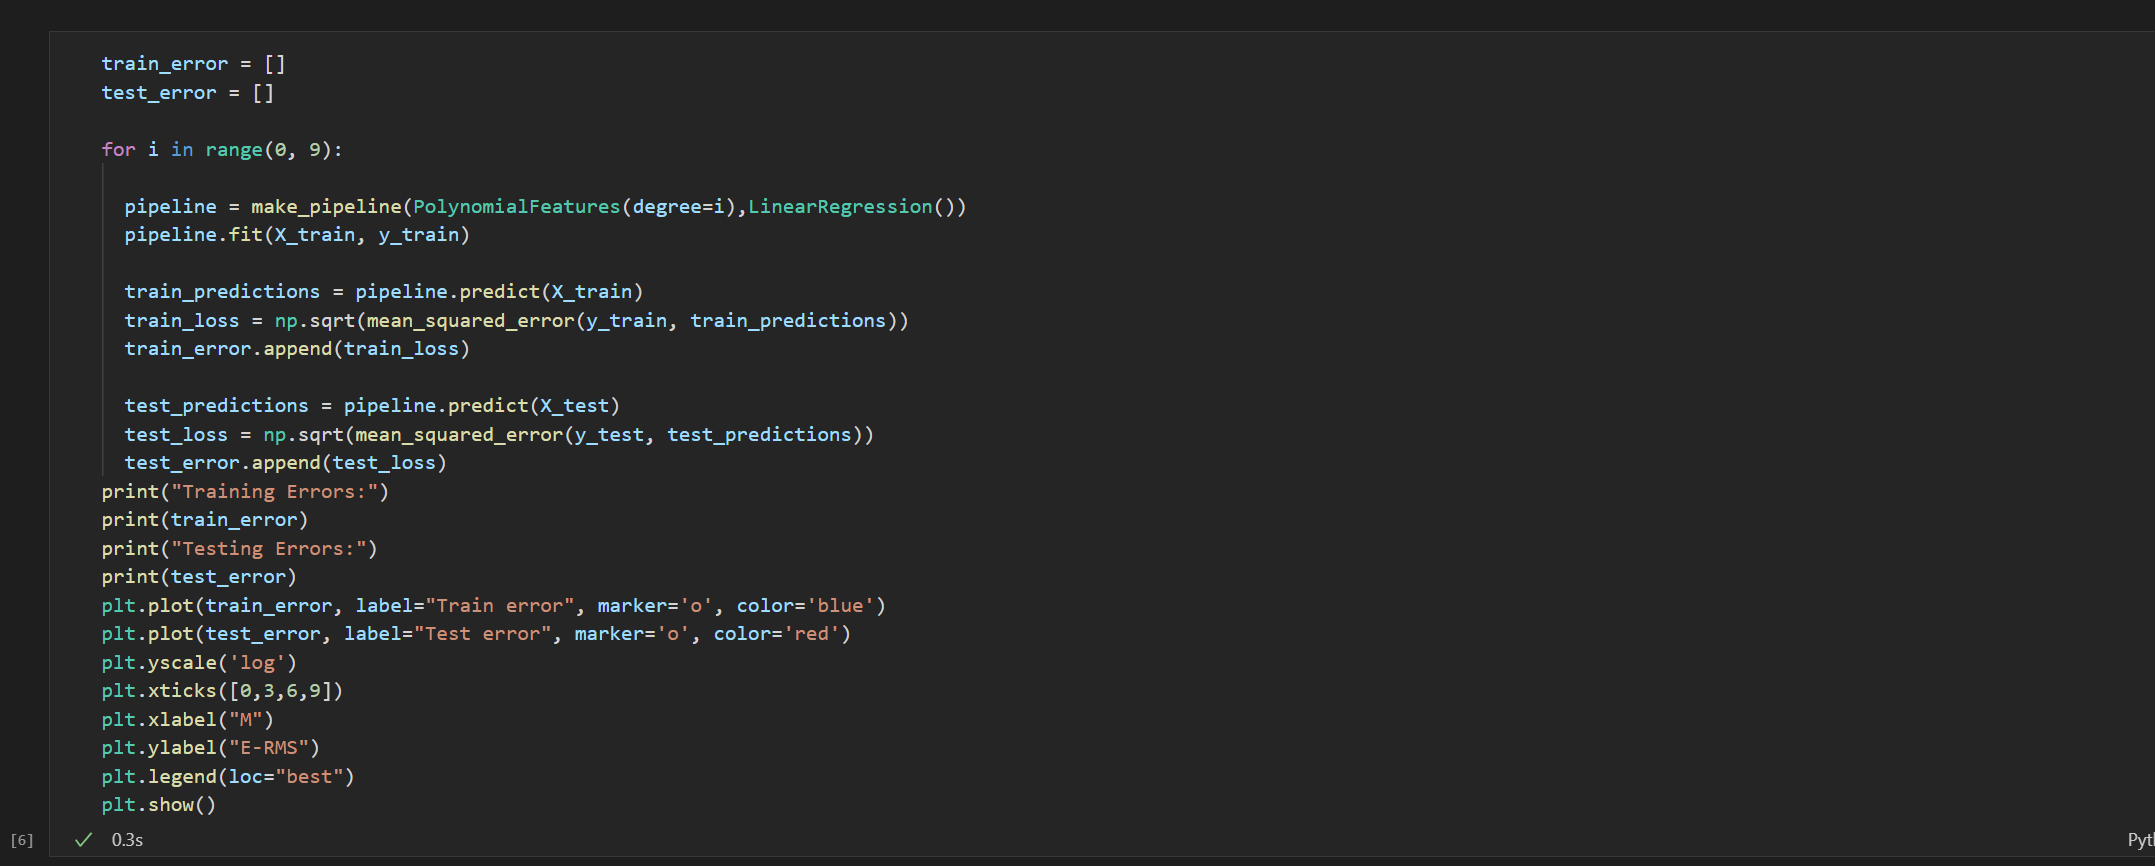 train_error = []
test_error = []
for i in range(0, 9):
pipeline = make_pipeline(PolynomialFeatures(degree=i),LinearRegression())
pipeline.fit(X_train, y_train)
train_predictions = pipeline.predict(X_train)
train_loss = np.sqrt(mean_squared_error(y_train, train_predictions))
train_error.append(train_loss)
test_predictions = pipeline.predict(X_test)
test_loss = np.sqrt(mean_squared_error(y_test, test_predictions))
test_error.append(test_loss)
print("Training Errors:")
print(train_error)
print("Testing Errors:")
print(test_error)
plt.plot(train_error, label="Train error", marker='o', color='blue')
plt.plot(test_error, label="Test error", marker='o', color='red')
plt.yscale('log')
plt.xticks([0,3,6,9])
plt.xlabel("M")
plt.ylabel("E-RMS")
plt.legend(loc="best")
plt.show()
[6] 0.3s